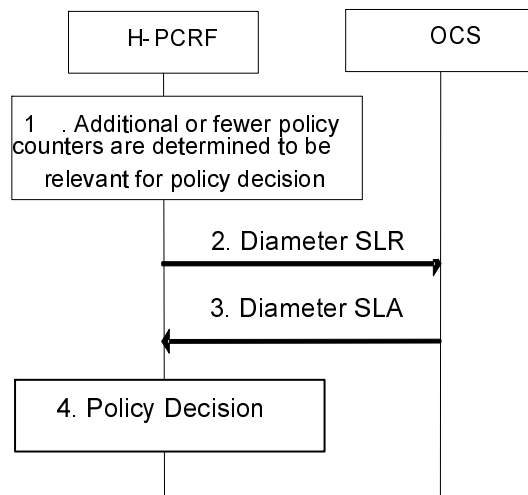 H-PCRF
OCS
1 . Additional or fewer policy
counters are determined to be
relevant for policy decision
2. Diameter SLR
3. Diameter SLA
4. Policy Decision